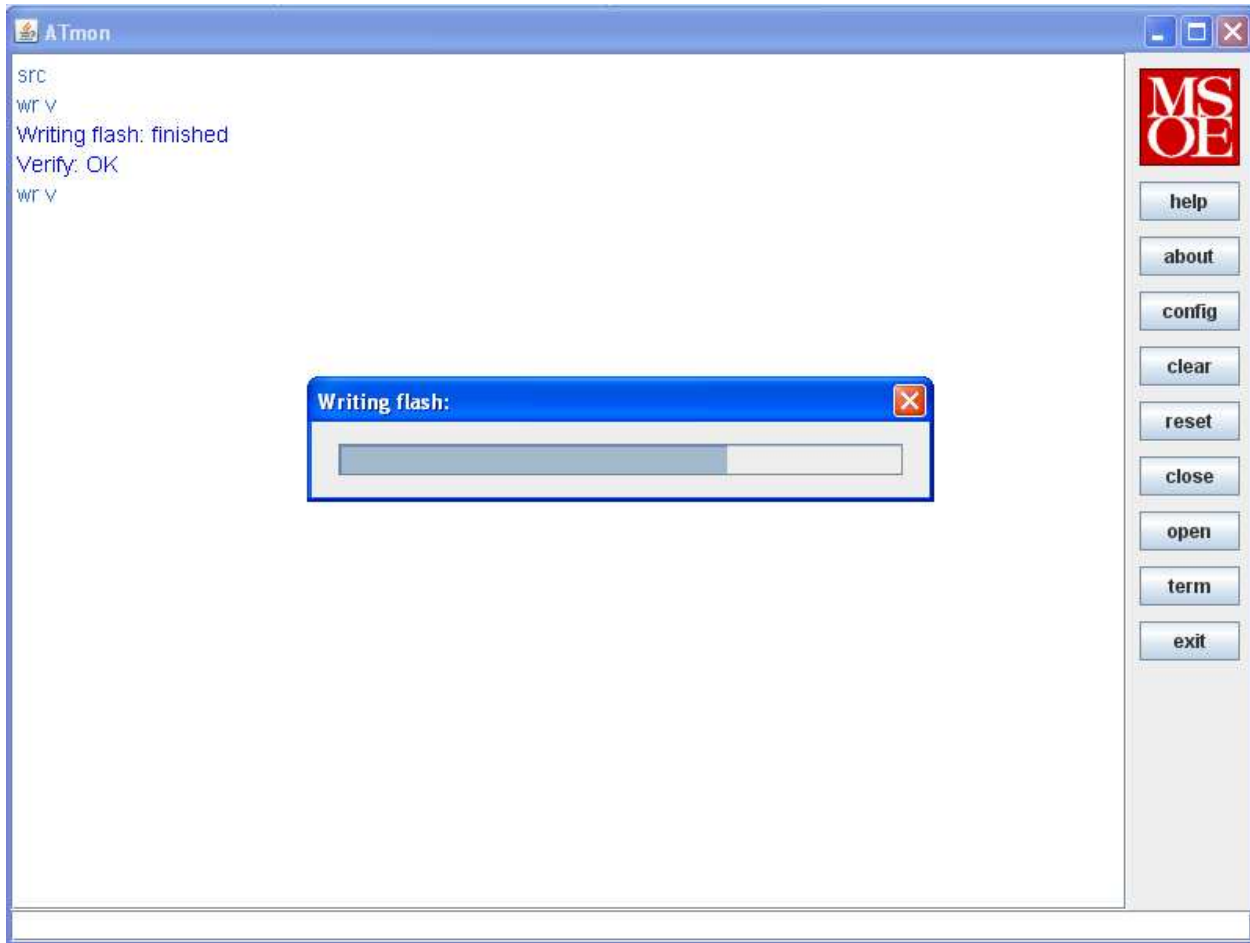 ATmon
src
wr v
Writing flash: finished
Verify: OK
wr v
Writing flash:
MS
OE
help
about
config
clear
reset
close
open
term
exit